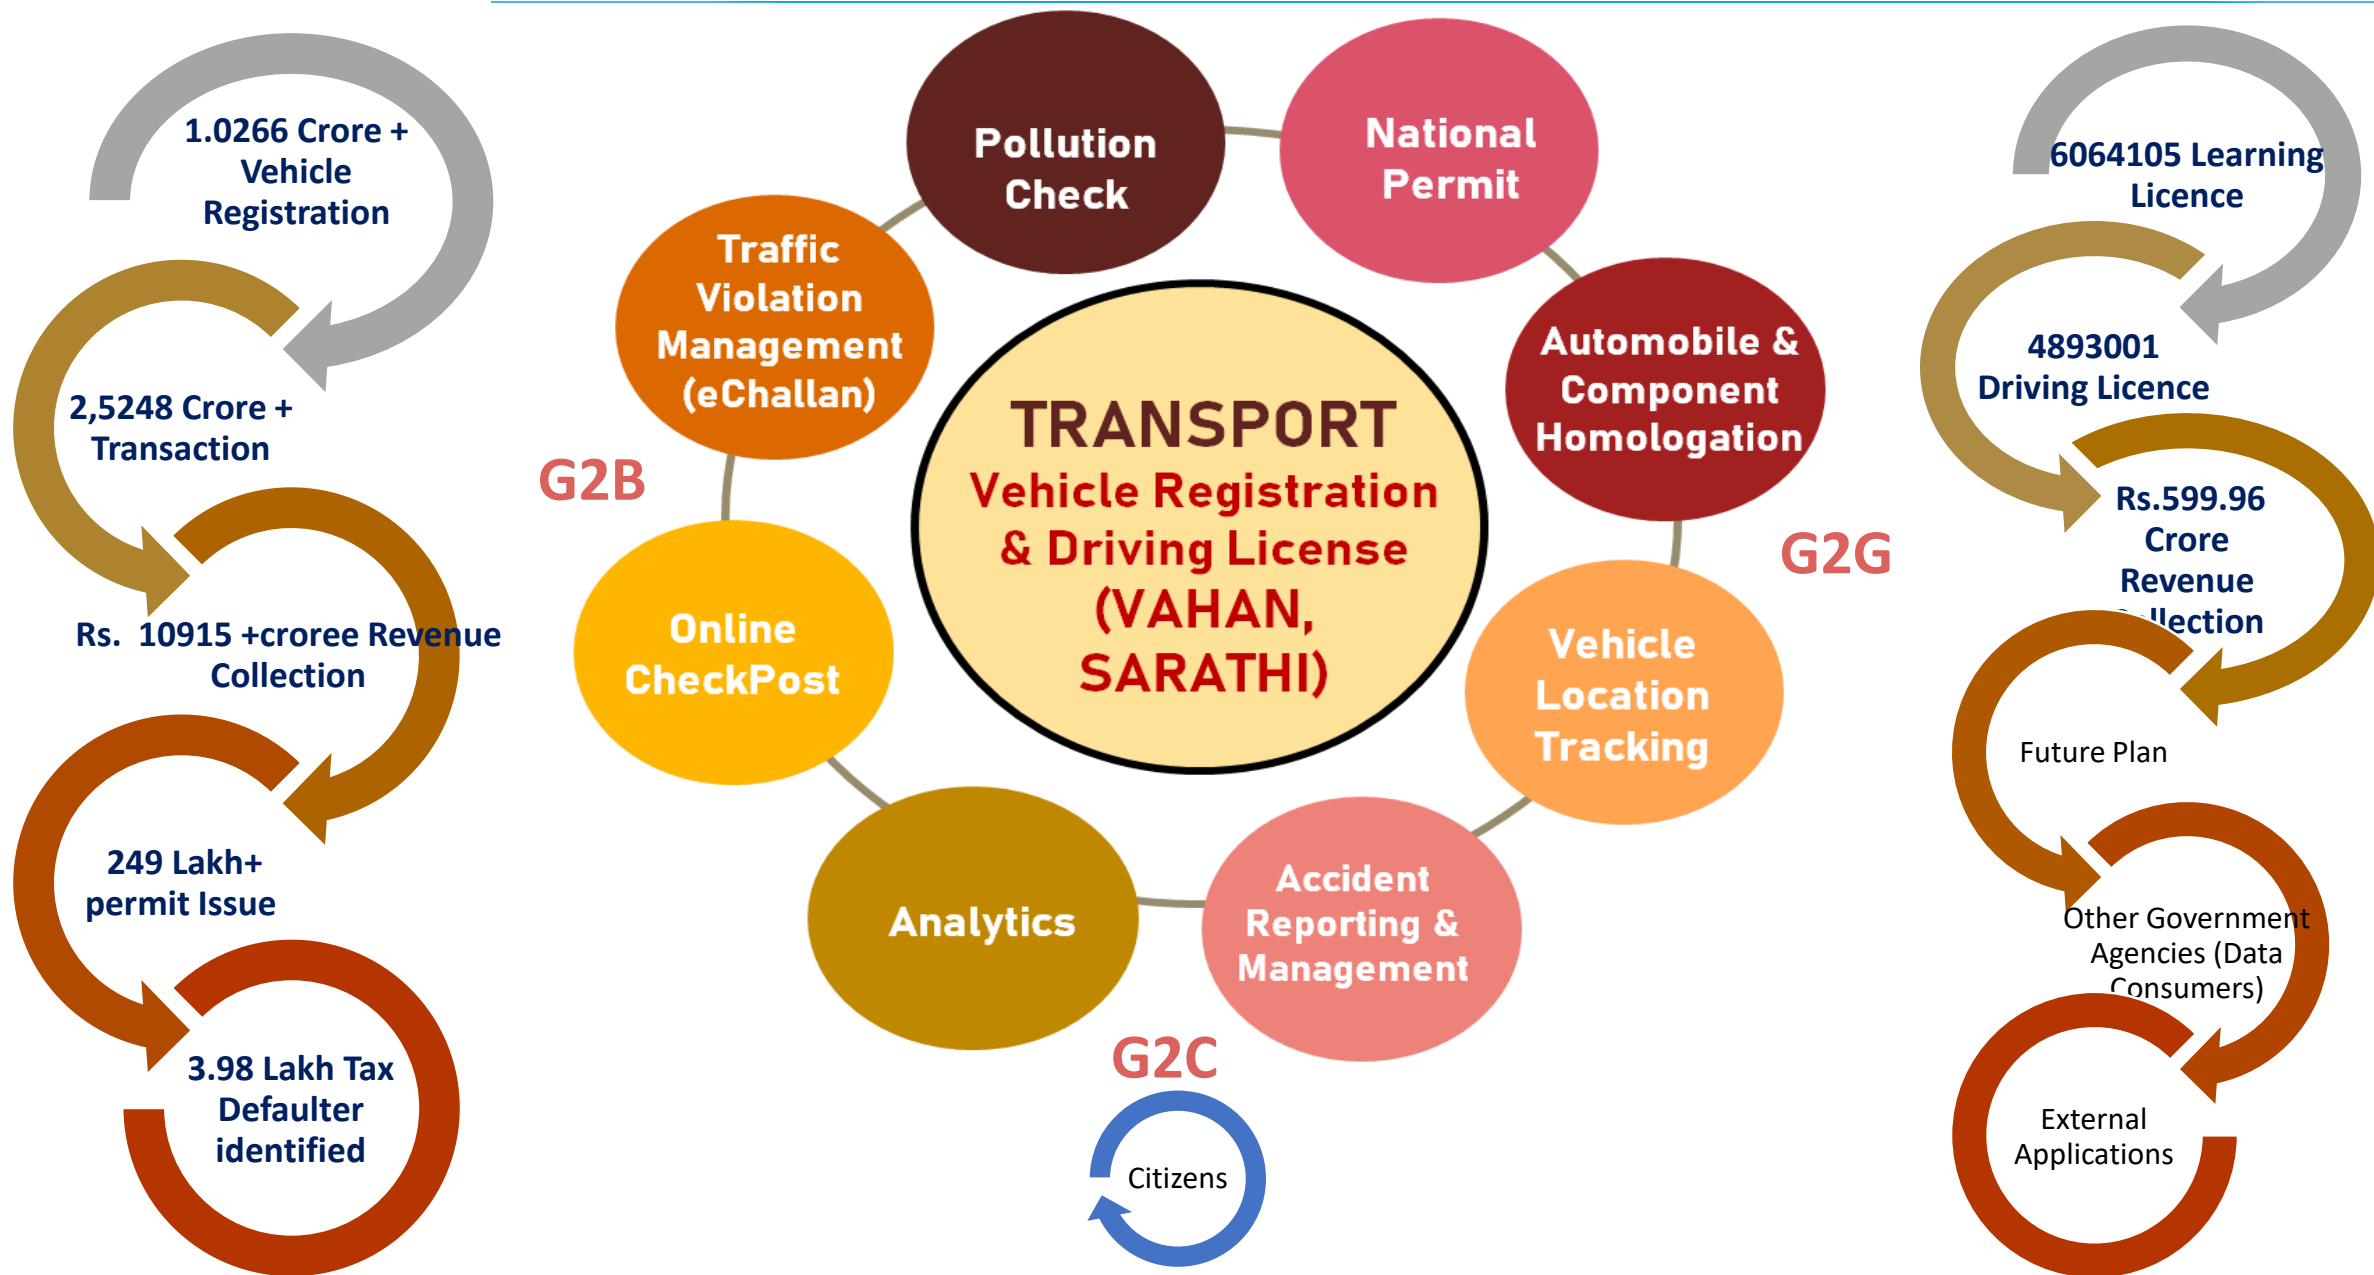 1.0266 Crore +
Vehicle
Registration
2,5248 Crore +
Transaction
Rs.  10915 +croree Revenue
Collection
249 Lakh+
permit Issue
3.98 Lakh Tax
Defaulter
identified
Pollution
Check
National
Permit
Traffic
Violation
Management
(eChallan)
Automobile &
Component
Homologation
TRANSPORT
Vehicle Registration
& Driving License
(VAHAN,
SARATHI)
G2B
G2G
Online
CheckPost
Vehicle
Location
Tracking
Analytics
Accident
Reporting &
Management
G2C
Citizens
6064105 Learning
Licence
4893001
Driving Licence
Rs.599.96
Crore
Revenue
Collection
Future Plan
Other Government
Agencies (Data
Consumers)
External
Applications